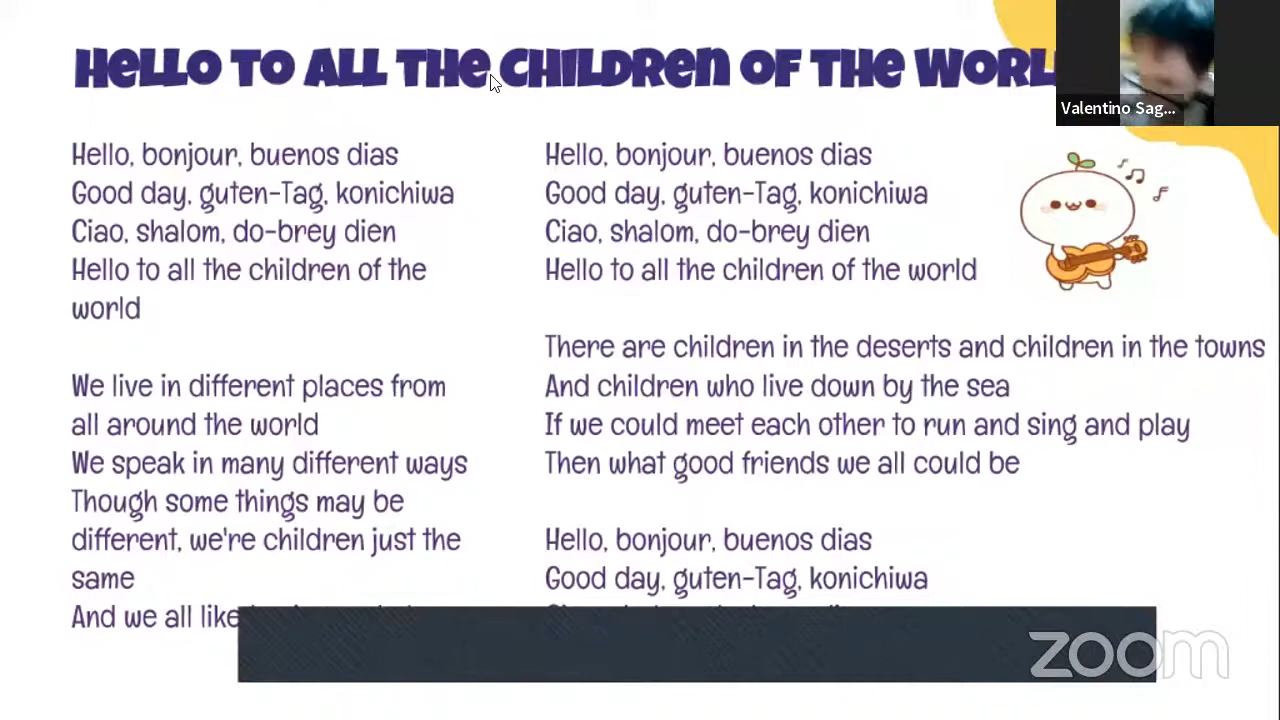 Hello to all the children of the worl
Valentino Sag...
Hello, bonjour, buenos dias
Good day, guten-Tag, konichiwa
Ciao, shalom, do-brey dien
Hello to all the children of the
world
We live in different places from
all around the world
We speak in many different ways
Though some things may be
different, we're children just the
same
And we all like
Hello, bonjour, buenos dias
Good day, guten-Tag, konichiwa
Ciao, shalom, do-brey dien
Hello to all the children of the world
There are children in the deserts and children in the towns
And children who live down by the sea
If we could meet each other to run and sing and play
Then what good friends we all could be
Hello, bonjour, buenos dias
Good day, guten-Tag, konichiwa
zoom